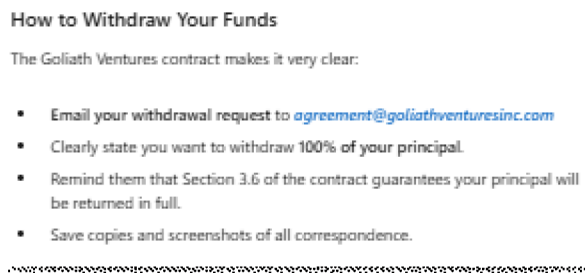 How to Withdraw Your Funds
The Goliath Ventures contract makes it very clear:
• Email your withdrawal request to agreement@goliathventuresinc.com
• Clearly state you want to withdraw 100% of your principal.
• Remind them that Section 3.6 of the contract guarantees your principal will
be returned in full.
• Save copies and screenshots of all correspondence.